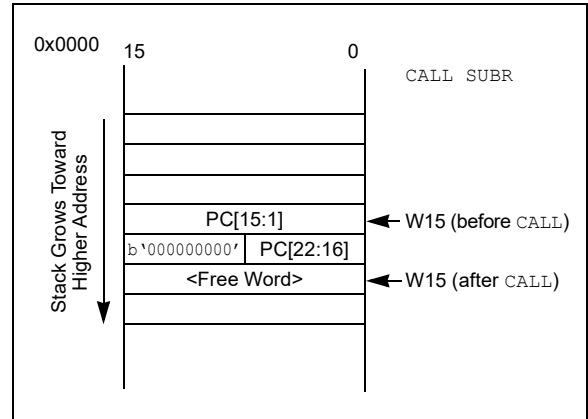 0x0000
15 0
CALL SUBR
Stack Grows Toward
Higher Address
PC[15:1]
W15 (before CALL)
b‘000000000’ PC[22:16]
<Free Word>
W15 (after CALL)